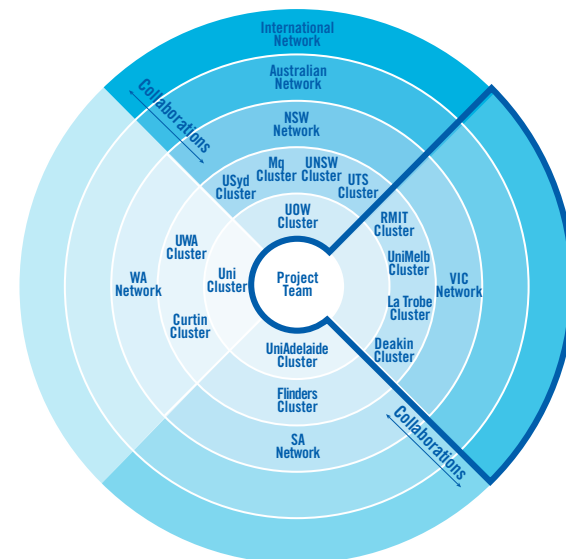 International
Network
Australian
Network
Collaborations
NSW
Network
Mq
Cluster
UNSW
Cluster
USyd
Cluster
UTS
Cluster
UOW
Cluster
RMIT
Cluster
UWA
Cluster
UniMelb
Cluster
WA
Network
Uni
Cluster
Project
Team
VIC
Network
La Trobe
Cluster
Curtin
Cluster
Deakin
Cluster
UniAdelaide
Cluster
Flinders
Cluster
Collaborations
SA
Network